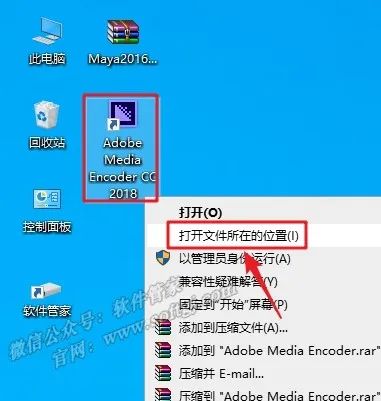 此电脑
Maya2016...
回收站
Adobe
Media
Encoder CC
2018
控制面板
软件管家
打开(O)
打开文件所在的位置(I)
以管理员身份运行(A)
兼容性疑难解答(Y)
固定到"开始"屏幕(P)
添加到压缩文件(A)...
添加到 "Adobe Media Encoder.rar"
压缩并 E-mail...
压缩到 "Adobe Media Encoder.rar"
微信公众号：软件管家